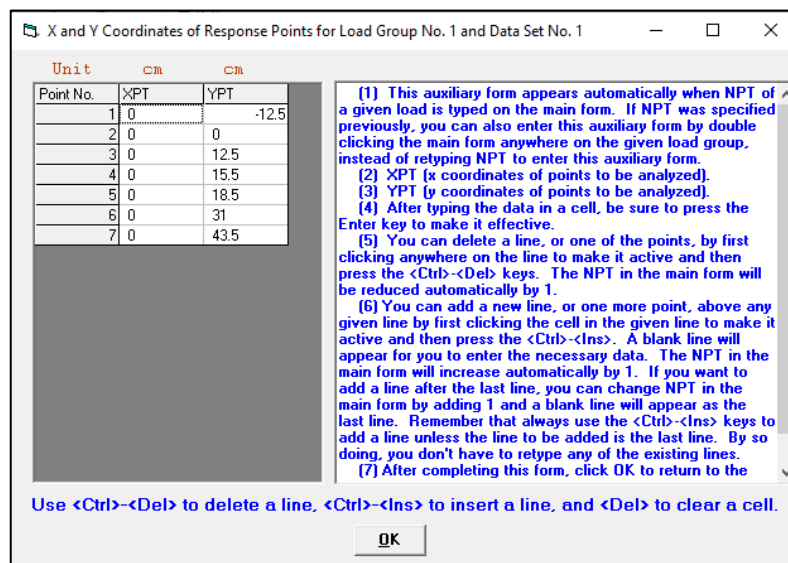 X and Y Coordinates of Response Points for Load Group No. 1 and Data Set No. 1
Unit cm cm
Point No. XPT YPT
1 0 -12.5
2 0 0
3 0 12.5
4 0 15.5
5 0 18.5
6 0 31
7 0 43.5
(1) This auxiliary form appears automatically when NPT of
a given load is typed on the main form. If NPT was specified
previously, you can also enter this auxiliary form by double
clicking the main form anywhere on the given load group,
instead of retyping NPT to enter this auxiliary form.
(2) XPT (x coordinates of points to be analyzed).
(3) YPT (y coordinates of points to be analyzed).
(4) After typing the data in a cell, be sure to press the
Enter key to make it effective.
(5) You can delete a line, or one of the points, by first
clicking anywhere on the line to make it active and then
press the <Ctrl>-<Del> keys. The NPT in the main form will
be reduced automatically by 1.
(6) You can add a new line, or one more point, above any
given line by first clicking the cell in the given line to make it
active and then press the <Ctrl>-<Ins>. A blank line will
appear for you to enter the necessary data. The NPT in the
main form will increase automatically by 1. If you want to
add a line after the last line, you can change NPT in the
main form by adding 1 and a blank line will appear as the
last line. Remember that always use the <Ctrl>-<Ins> keys to
add a line unless the line to be added is the last line. By so
doing, you don't have to retype any of the existing lines.
(7) After completing this form, click OK to return to the
Use <Ctrl>-<Del> to delete a line, <Ctrl>-<Ins> to insert a line, and <Del> to clear a cell.
OK